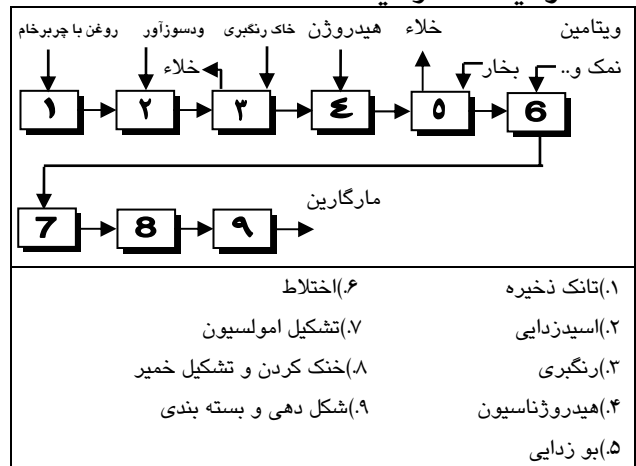 روغن با چربرخام ودسوزآور خاک رنگبری هیدروژن خلاء ویتامین
خلاء بخار نمک و..
۱ ۲ ۳ ۴ ۵ 6
مارگارین
7 8 ۹
۱.)تانک ذخیره
۲.)اسیدزدایی
۳.)رنگبری
۴.)هیدروژناسیون
۵.)بو زدایی
۶.)اختلاط
۷.)تشکیل امولسیون
۸.)خنک کردن و تشکیل خمیر
۹.)شکل دهی و بسته بندی